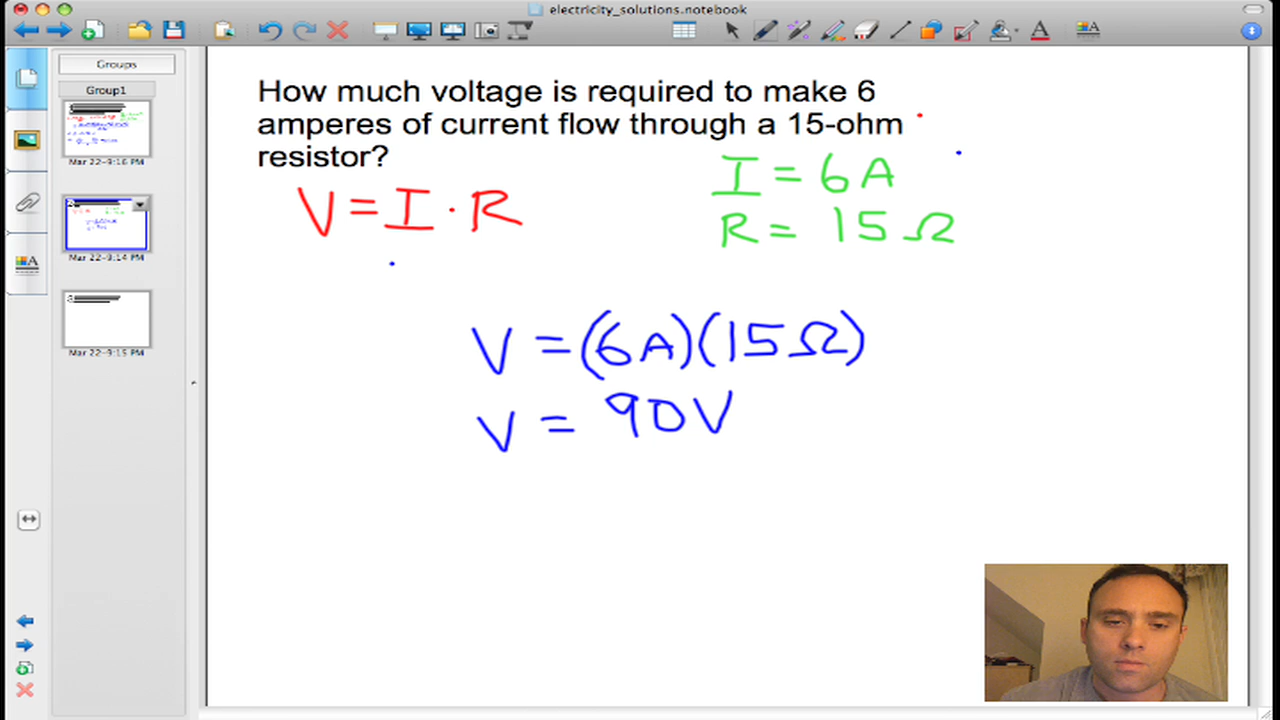 electricity_solutions.notebook
Groups
Group1
Mar 22-9:16 PM
Mar 22-9:14 PM
Mar 22-9:15 PM
How much voltage is required to make 6
amperes of current flow through a 15-ohm
resistor?
V = I · R
I = 6A
R = 15 Ω
V = (6A)(15Ω)
V = 90V